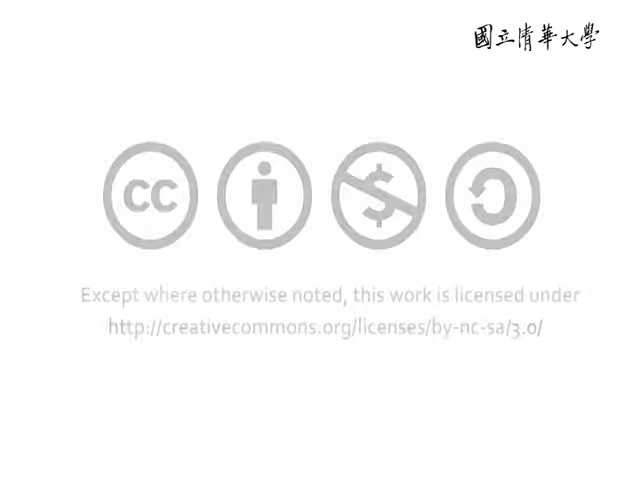 國立清華大學
cc
Except where otherwise noted, this work is licensed under
http://creativecommons.org/licenses/by-nc-sa/3.0/